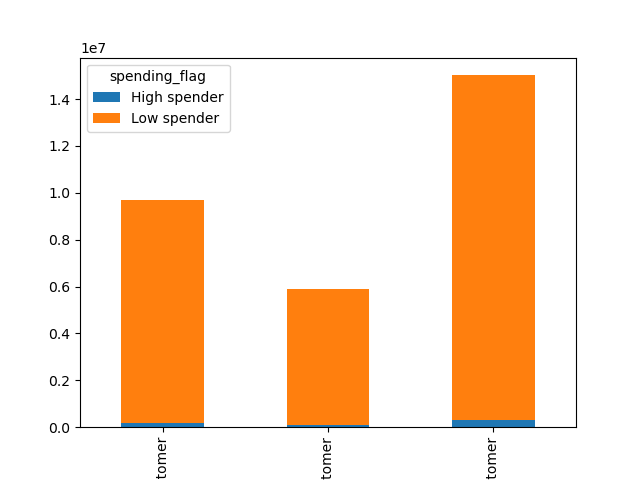 1e7
spending_flag
High spender
Low spender
1.4
1.2
1.0
0.8
0.6
0.4
0.2
0.0
tomer
tomer
tomer